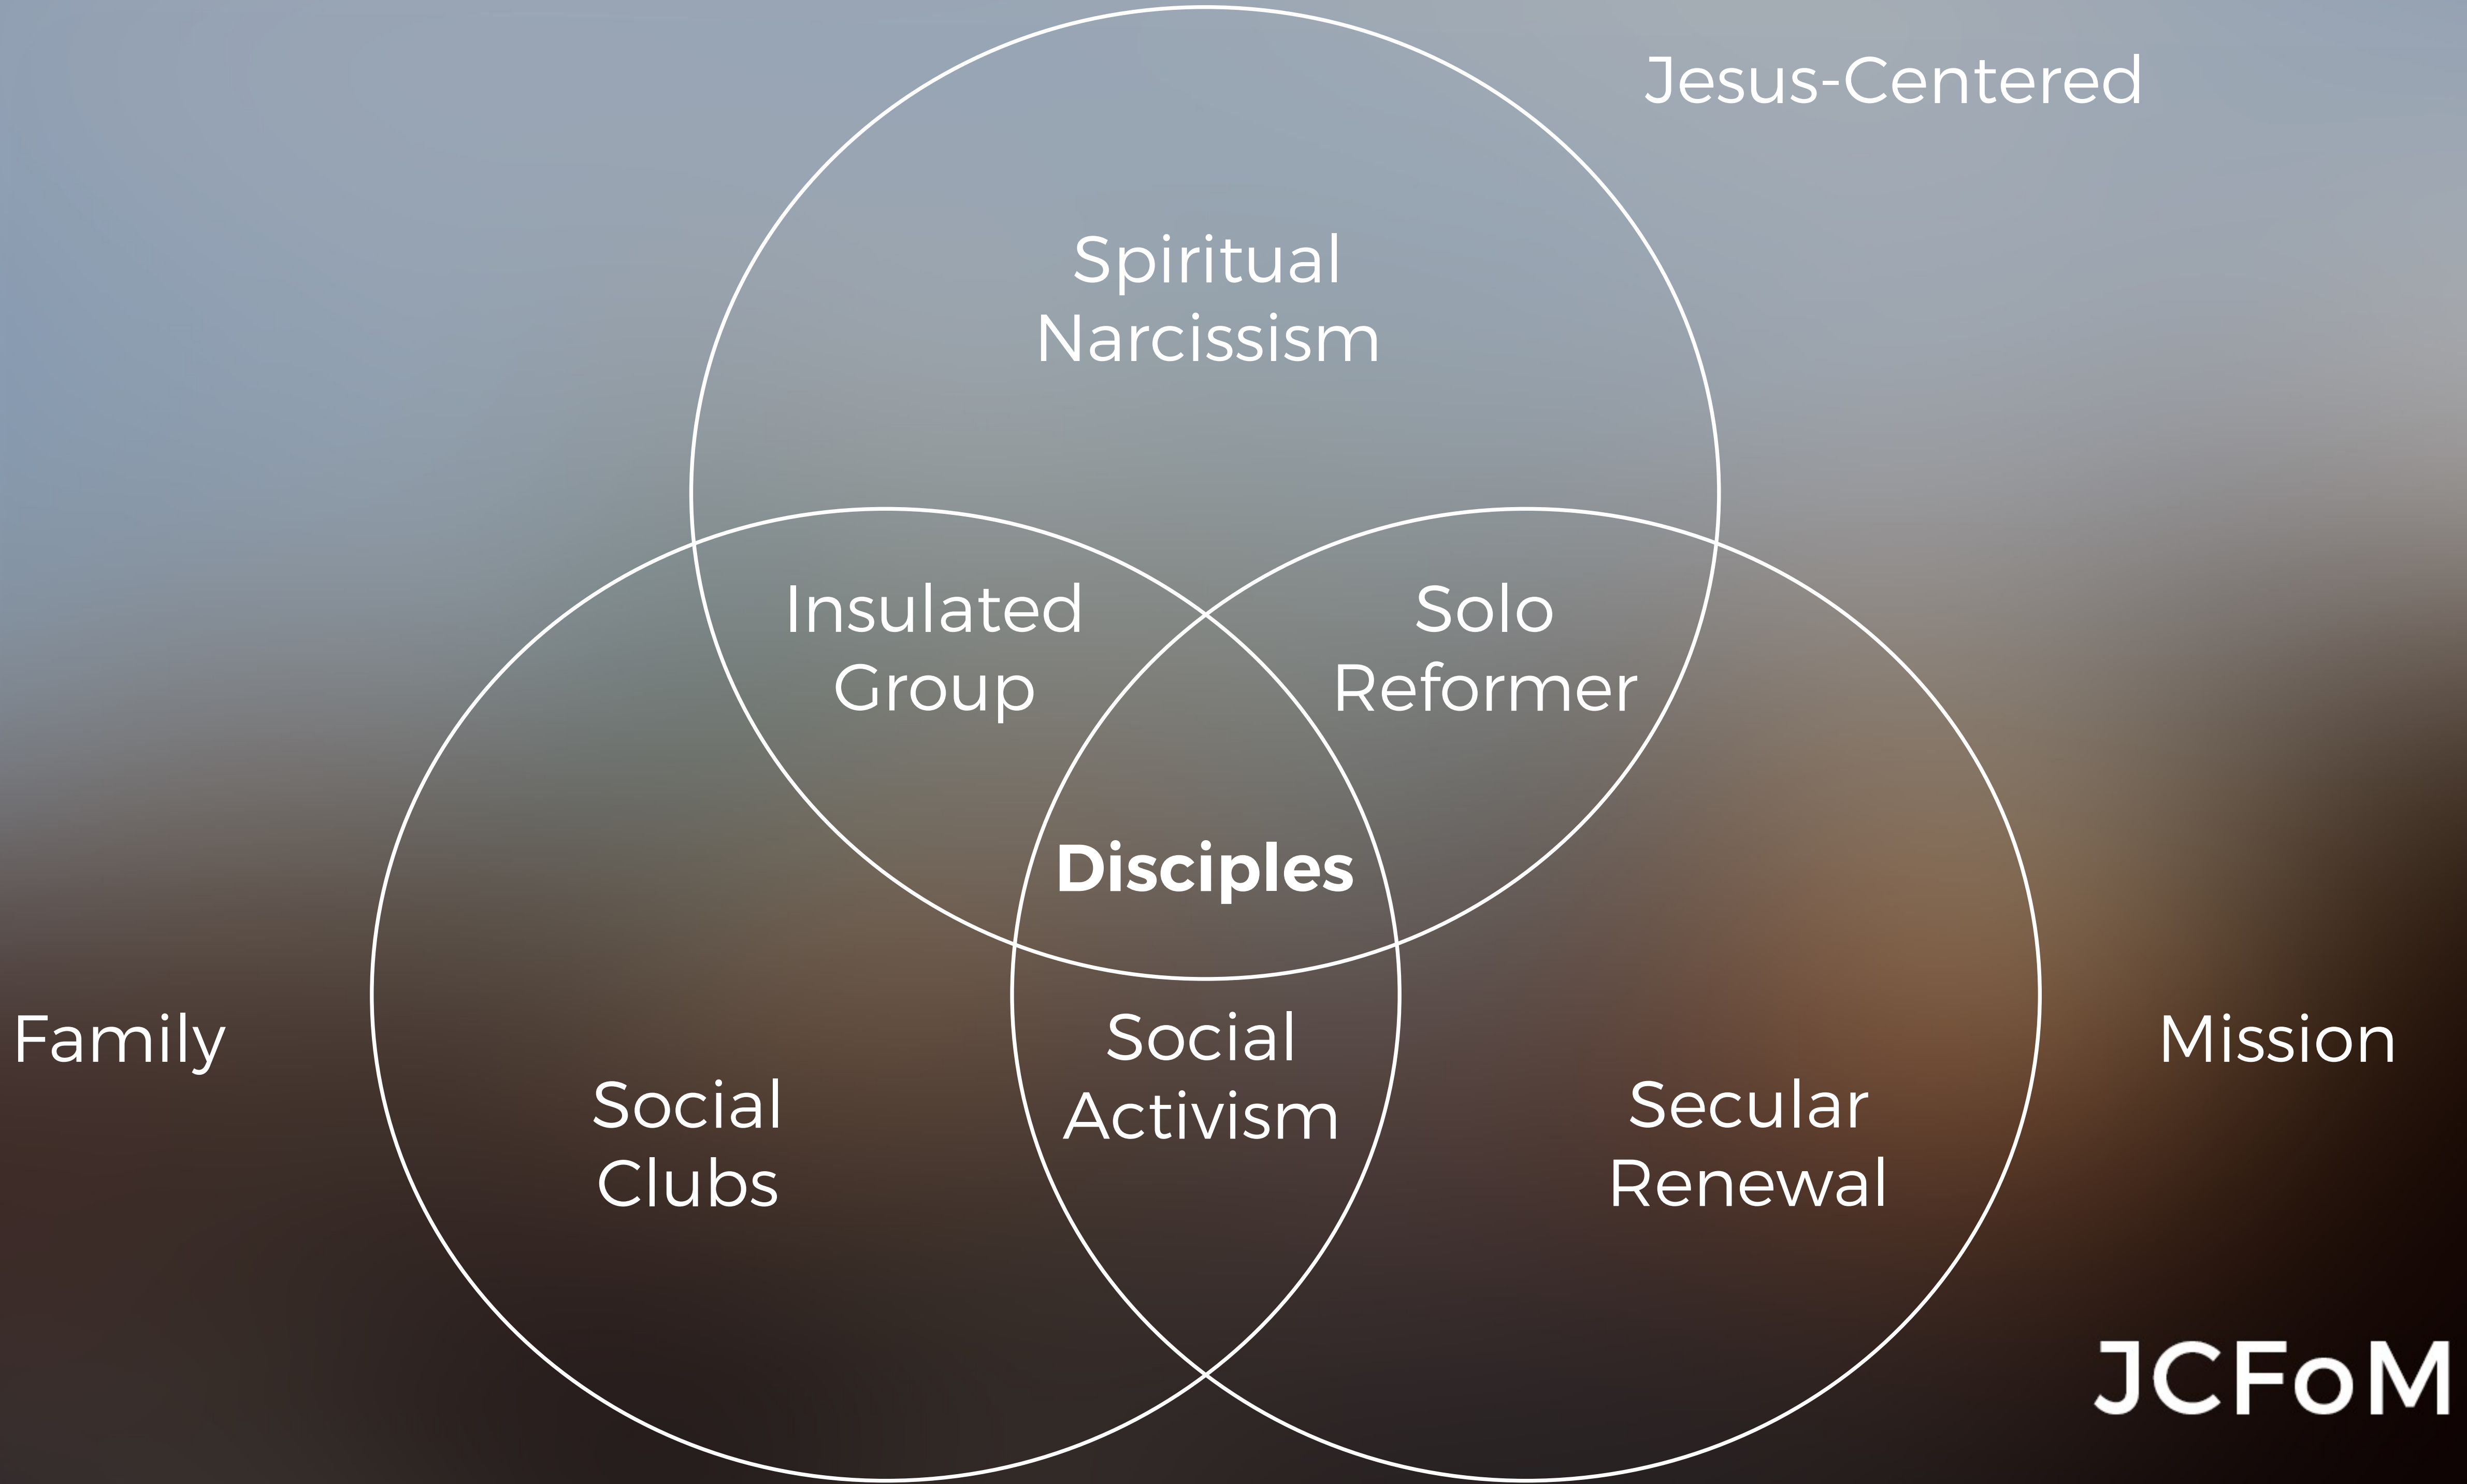 Jesus-Centered
Spiritual
Narcissism
Insulated
Group
Solo
Reformer
Disciples
Family
Social
Activism
Mission
Social
Clubs
Secular
Renewal
JCFoM